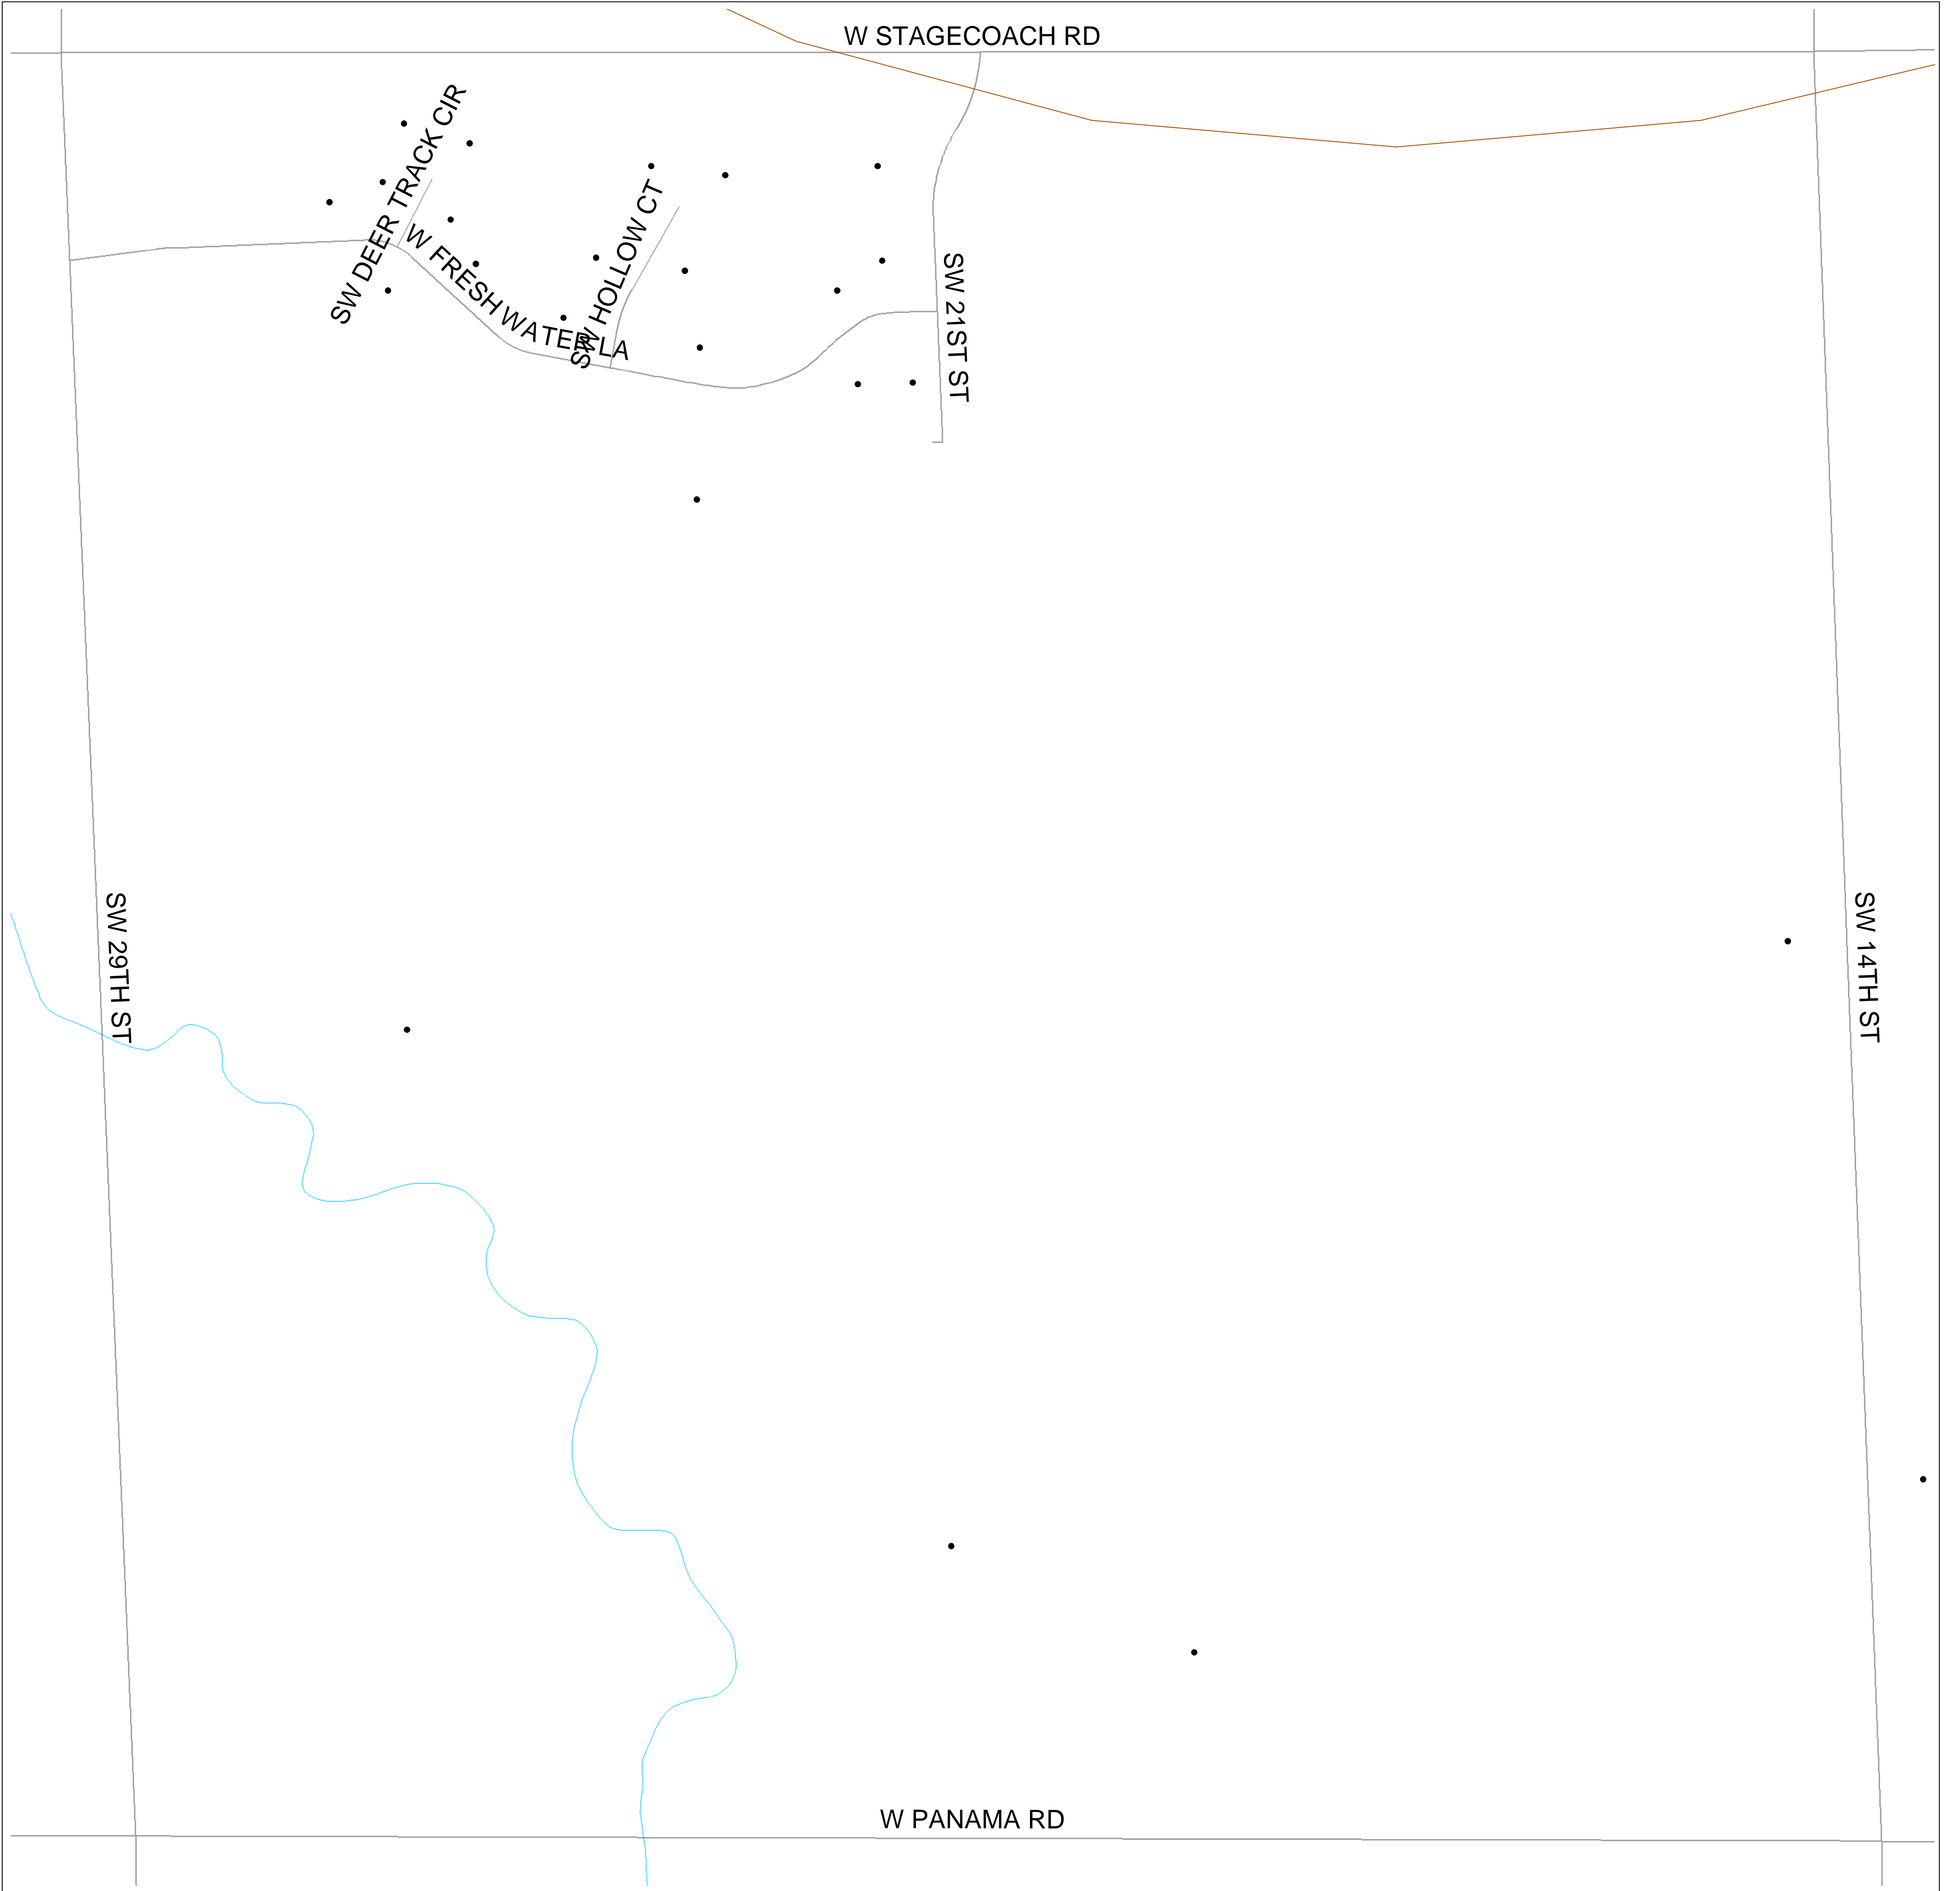 W STAGECOACH RD
SW DEER TRACK CIR
W FRESH WATER LA
SW HOLLOW CT
SW 21ST ST
SW 29TH ST
SW 14TH ST
W PANAMA RD